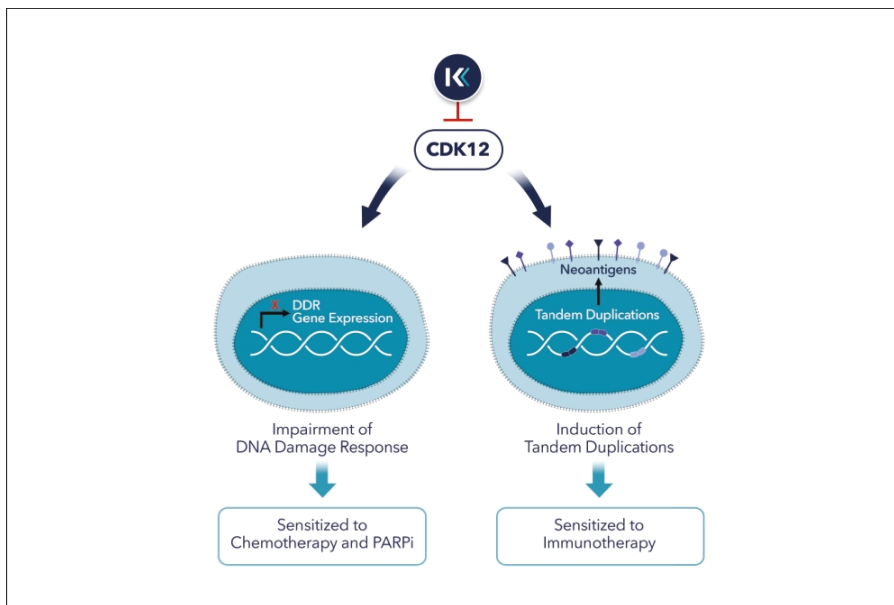 K
CDK12
X
DDR
Gene Expression
Neoantigens
Tandem Duplications
Impairment of
DNA Damage Response
Induction of
Tandem Duplications
Sensitized to
Chemotherapy and PARPi
Sensitized to
Immunotherapy